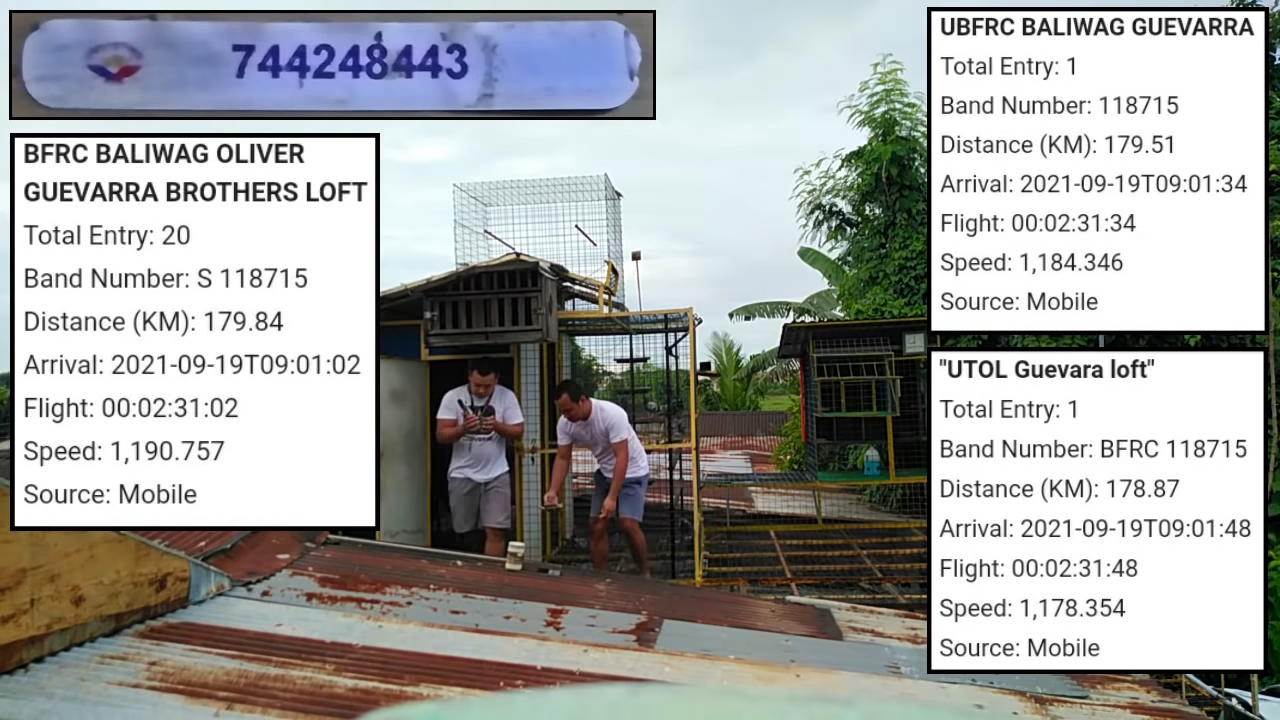 744248443
BFRC BALIWAG OLIVER
GUEVARRA BROTHERS LOFT
Total Entry: 20
Band Number: S 118715
Distance (KM): 179.84
Arrival: 2021-09-19T09:01:02
Flight: 00:02:31:02
Speed: 1,190.757
Source: Mobile
UBFRC BALIWAG GUEVARRA
Total Entry: 1
Band Number: 118715
Distance (KM): 179.51
Arrival: 2021-09-19T09:01:34
Flight: 00:02:31:34
Speed: 1,184.346
Source: Mobile
"UTOL Guevara loft"
Total Entry: 1
Band Number: BFRC 118715
Distance (KM): 178.87
Arrival: 2021-09-19T09:01:48
Flight: 00:02:31:48
Speed: 1,178.354
Source: Mobile